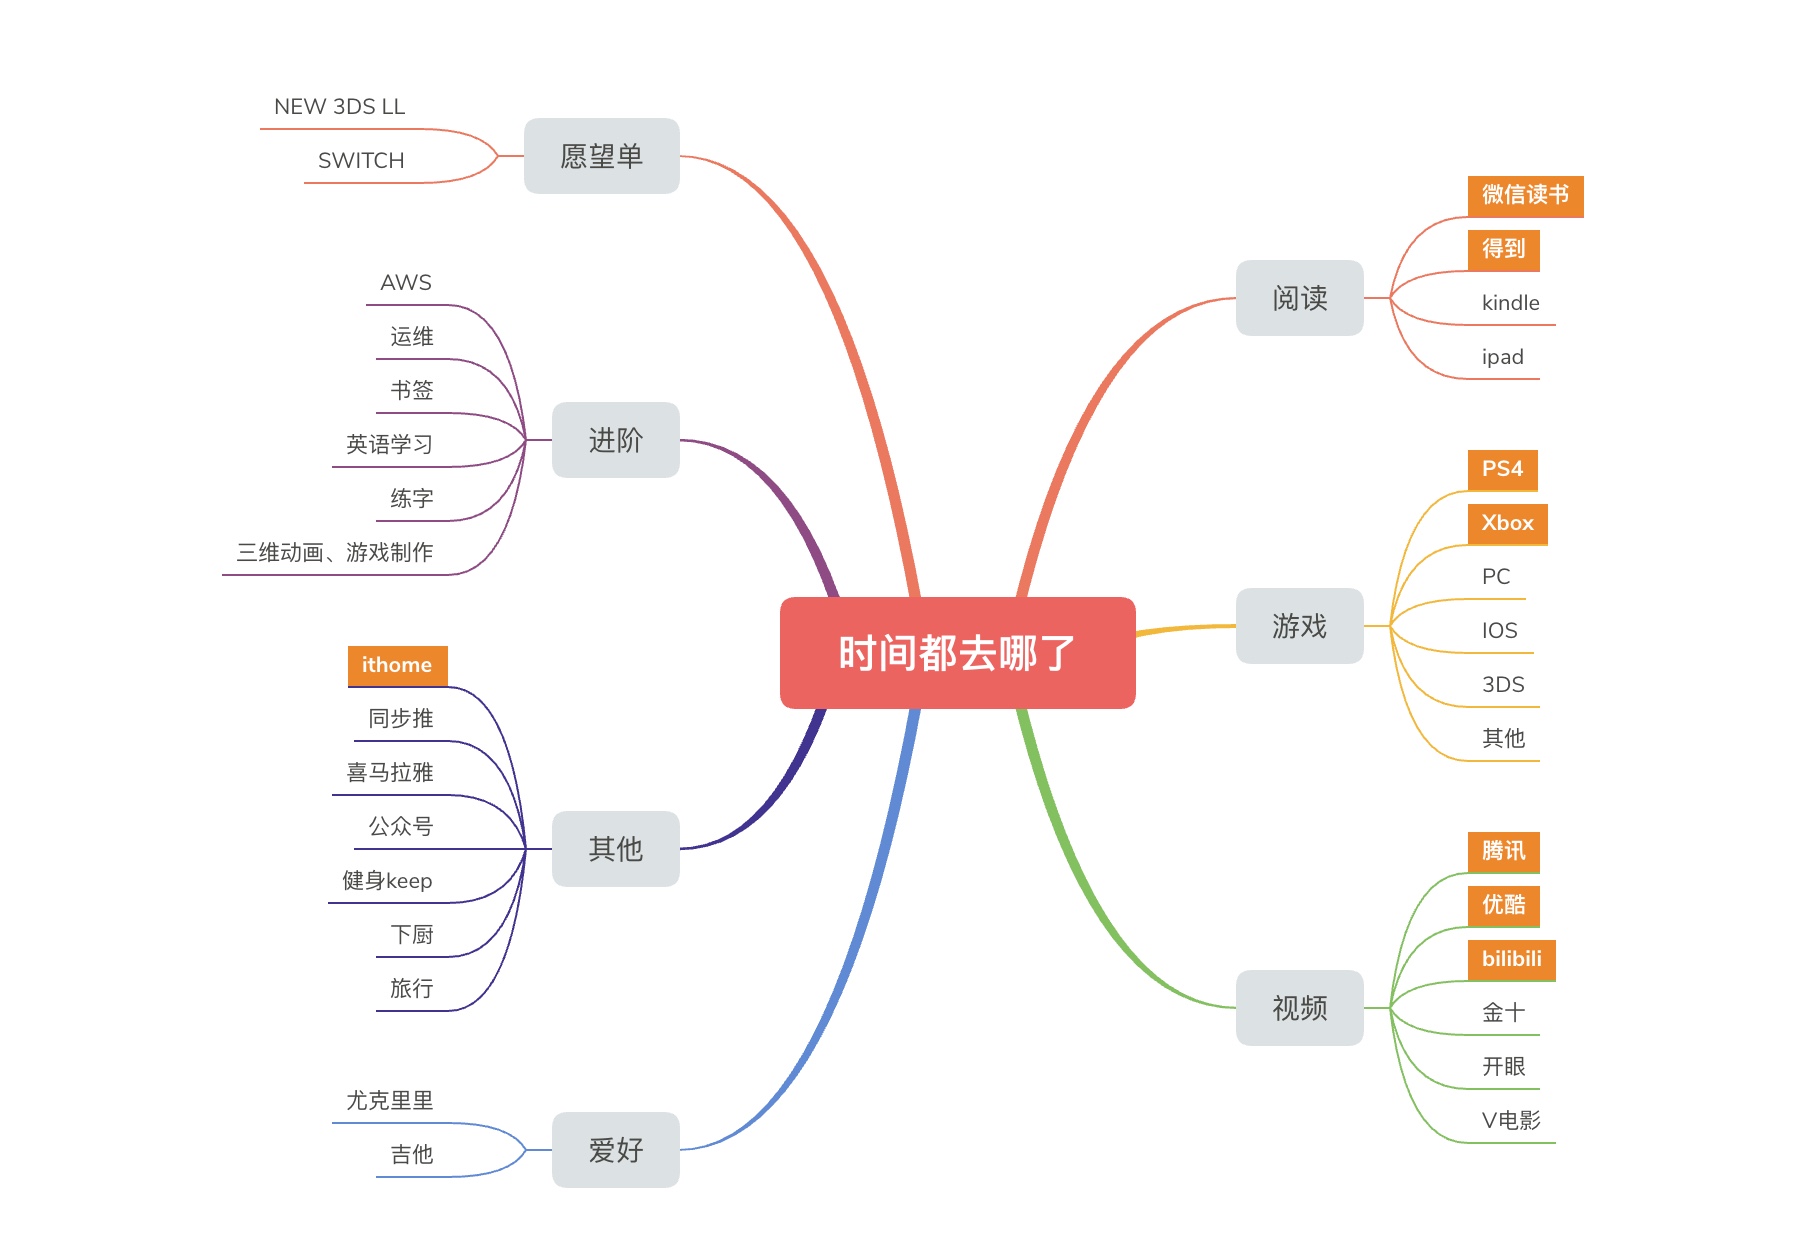 时间都去哪了
阅读
微信读书
得到
kindle
ipad
游戏
PS4
Xbox
PC
IOS
3DS
其他
视频
腾讯
优酷
bilibili
金十
开眼
V电影
愿望单
NEW 3DS LL
SWITCH
进阶
AWS
运维
书签
英语学习
练字
三维动画、游戏制作
其他
ithome
同步推
喜马拉雅
公众号
健身keep
下厨
旅行
爱好
尤克里里
吉他